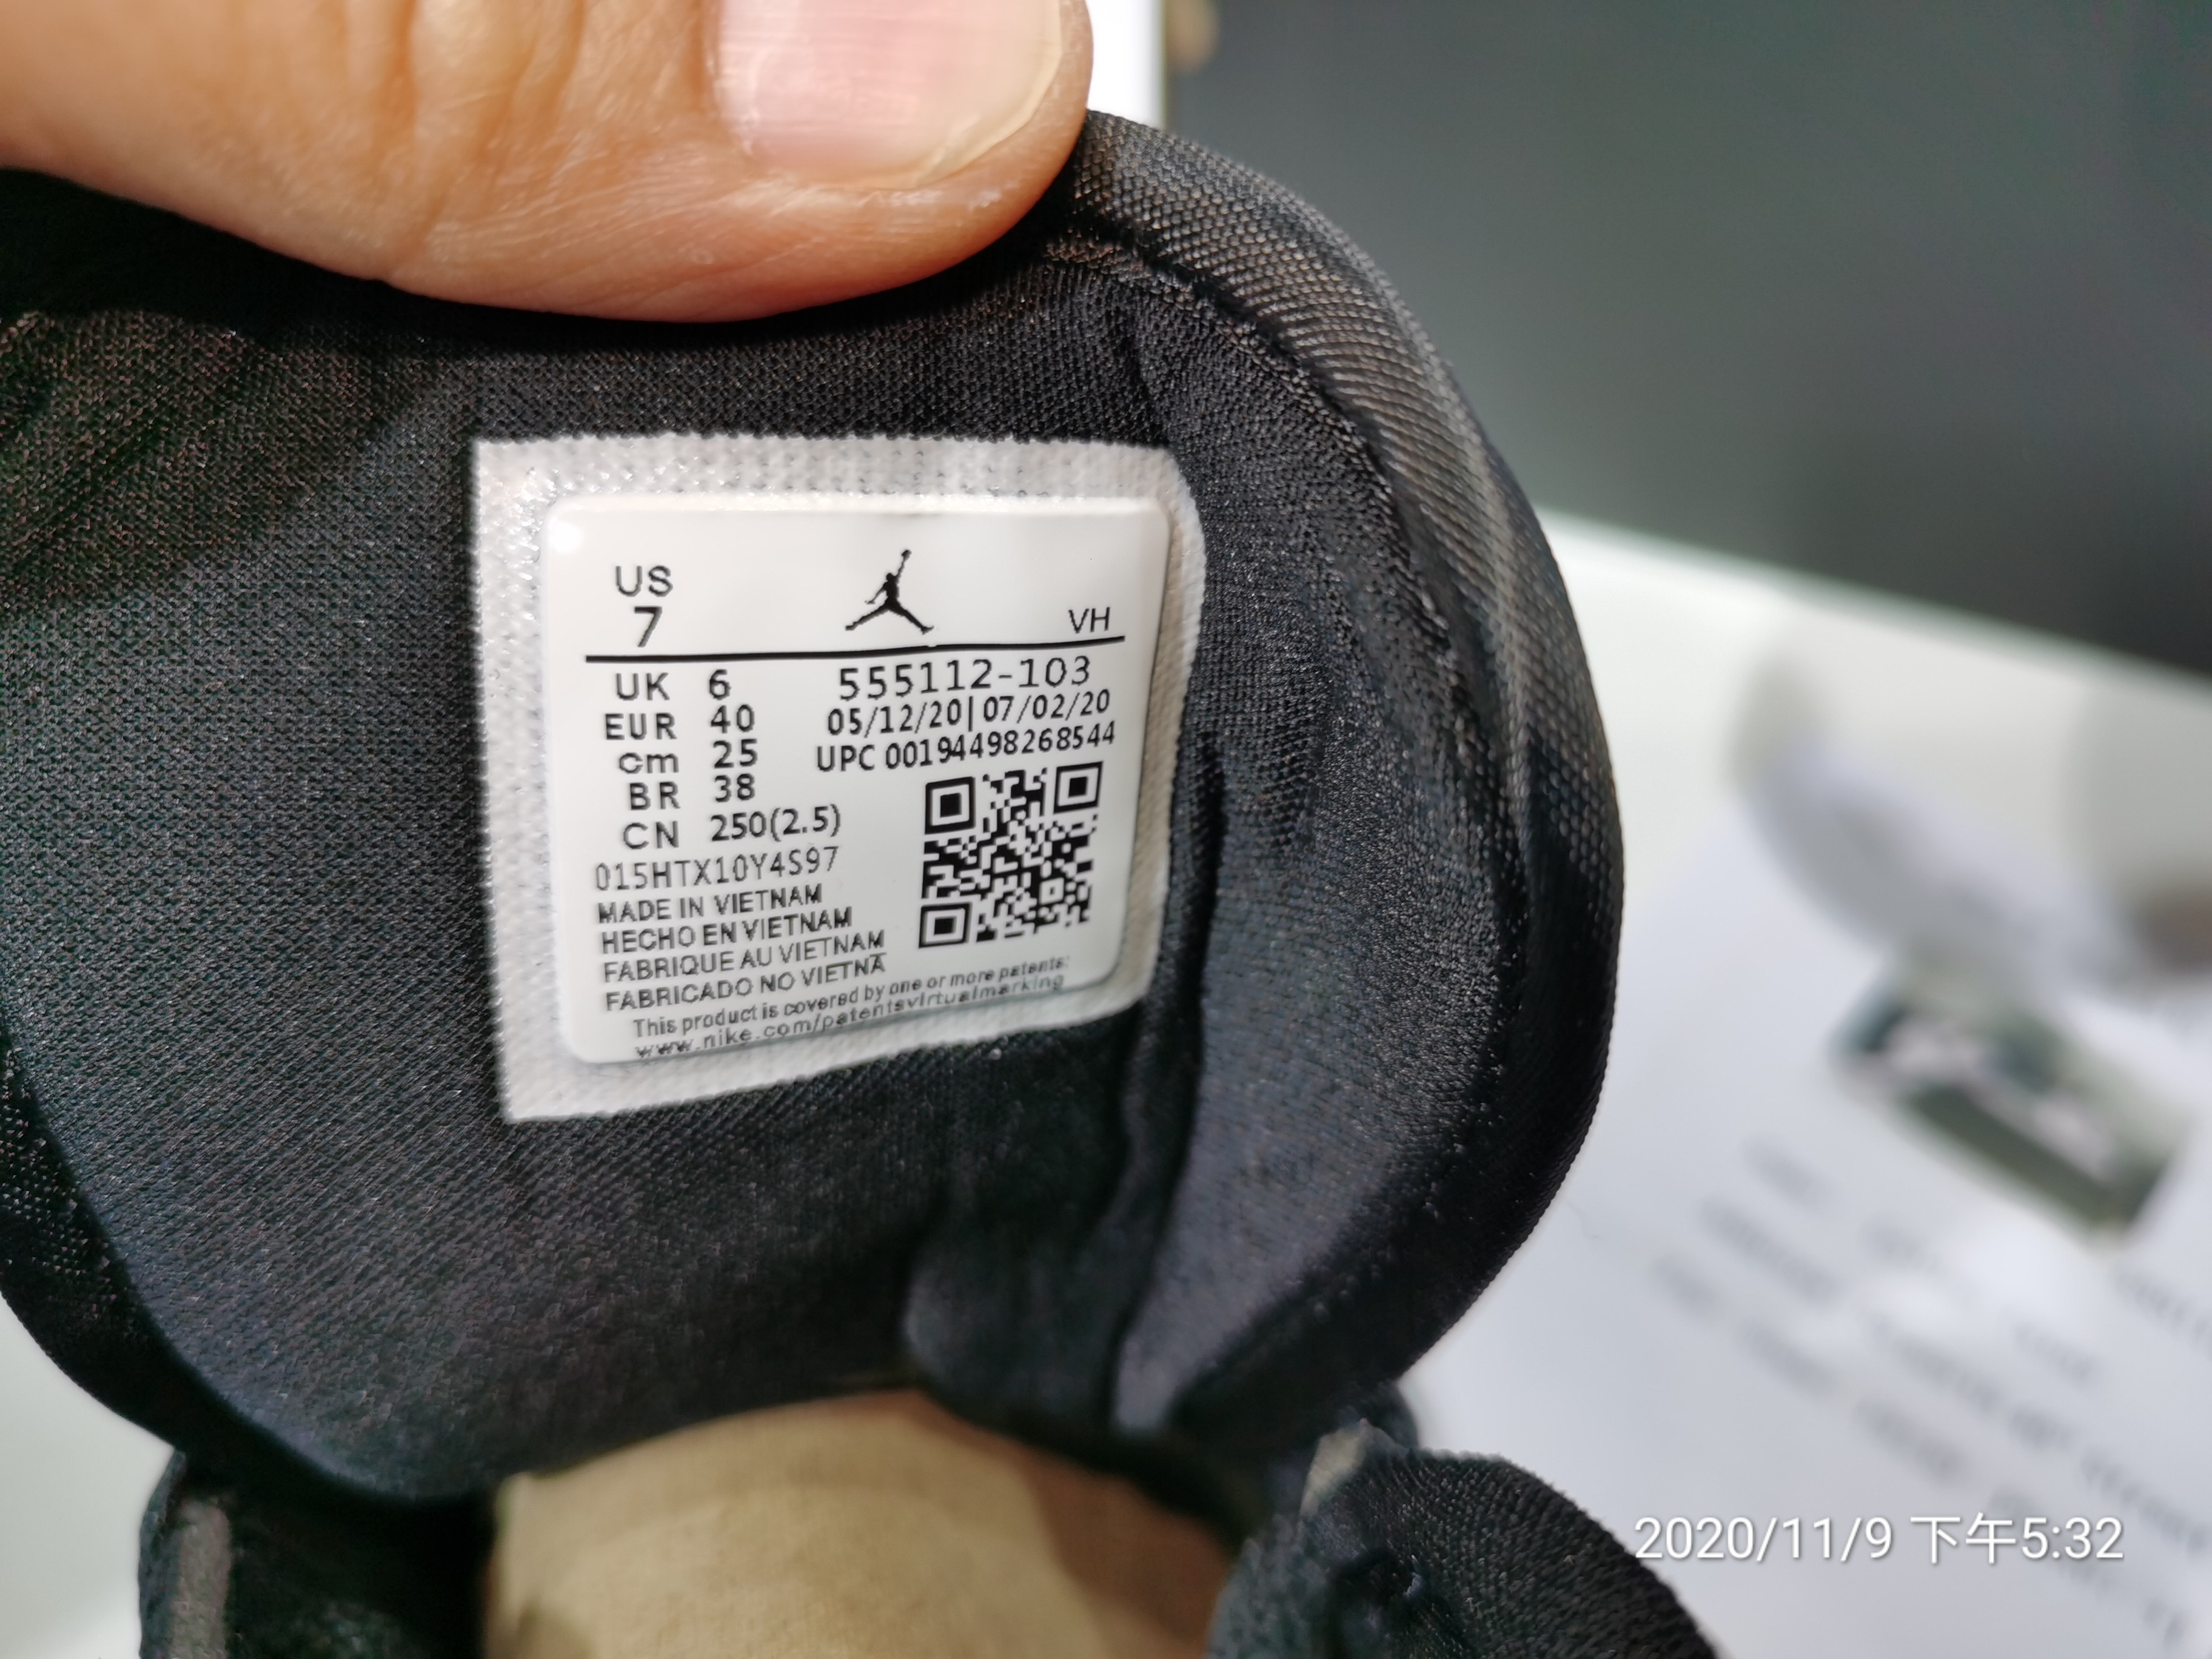 US
7
VH
UK 6
EUR 40
cm 25
BR 38
CN 250(2.5)
555112-103
05/12/20|07/02/20
UPC 00194498268544
015HTX10Y4S97
MADE IN VIETNAM
HECHO EN VIETNAM
FABRIQUE AU VIETNAM
FABRICADO NO VIETNÃ
This product is covered by one or more patents:
www.nike.com/patentsvirtualmarking
2020/11/9 下午5:32